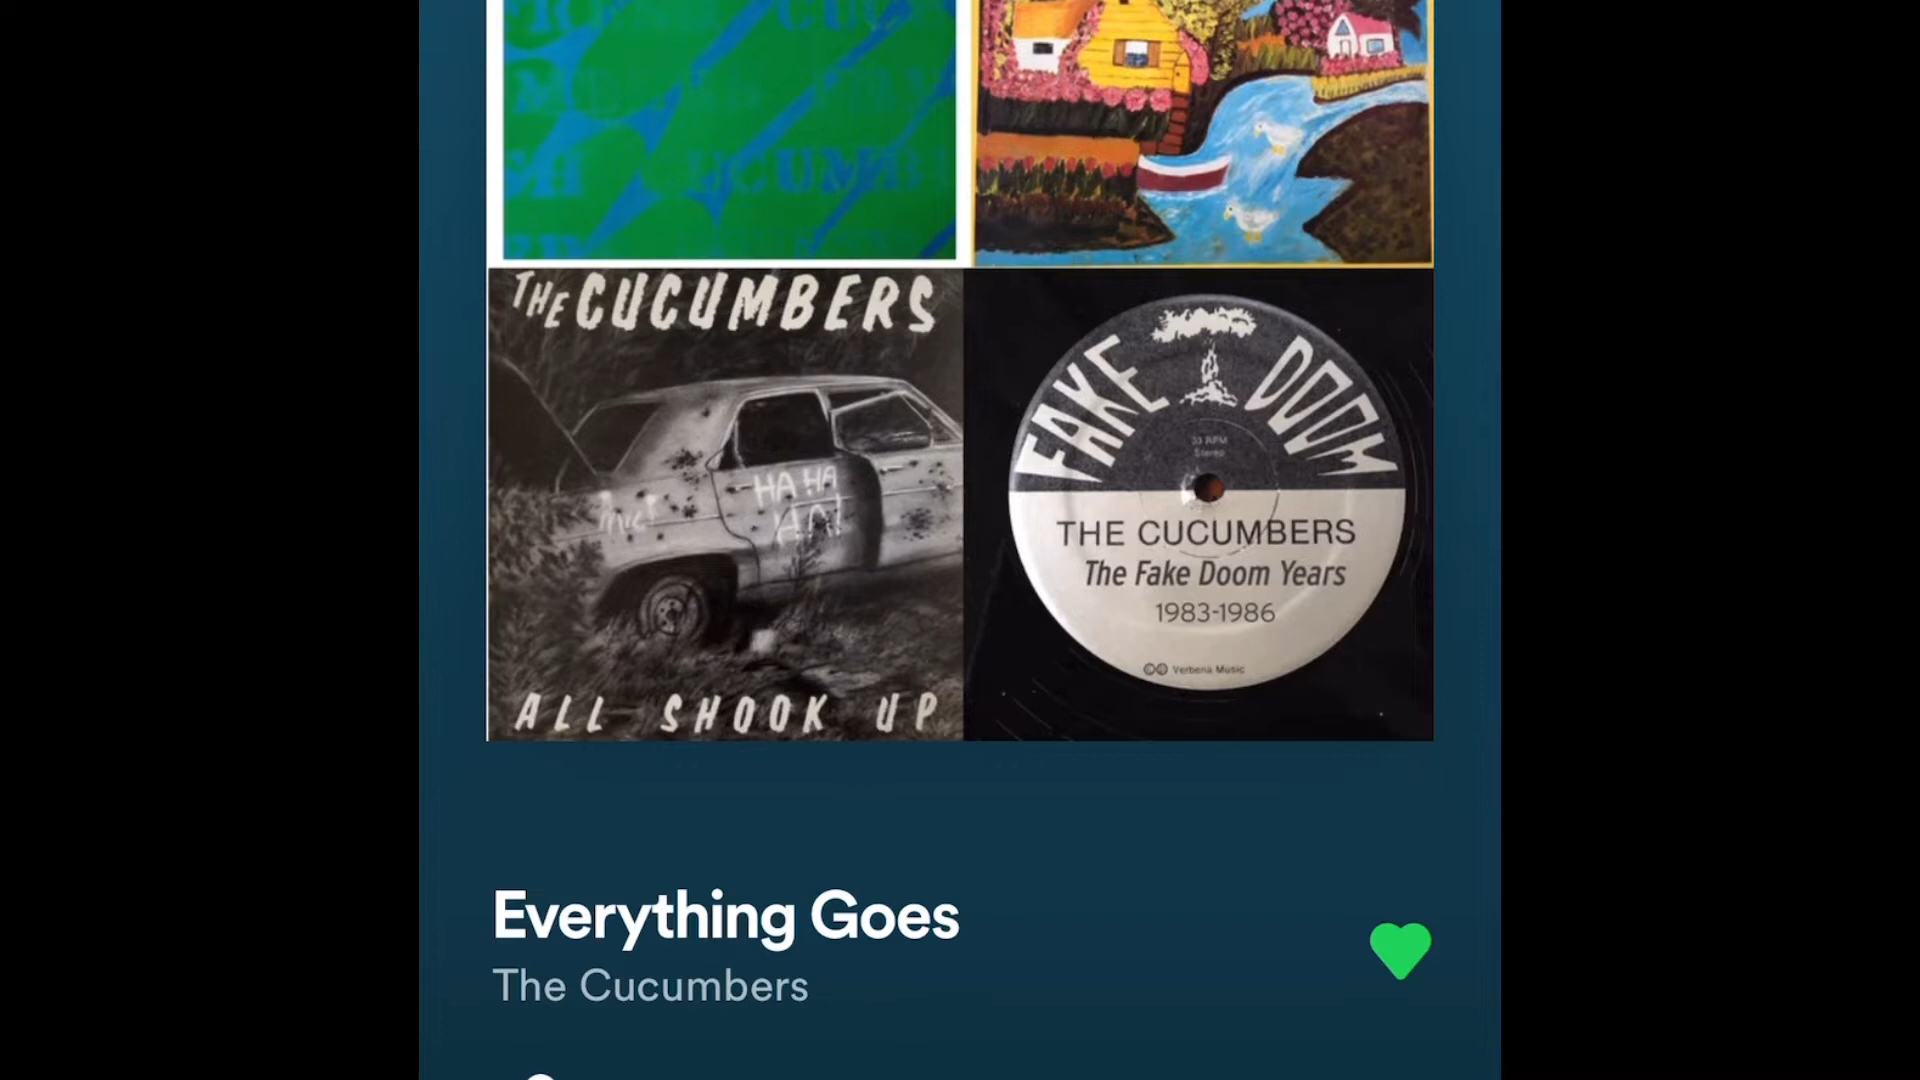 THE CUCUMBERS
HA HA
HA!
ALL SHOOK UP
FAKE DOOM
33 RPM
Stereo
THE CUCUMBERS
The Fake Doom Years
1983-1986
©℗ Verbena Music
Everything Goes
The Cucumbers